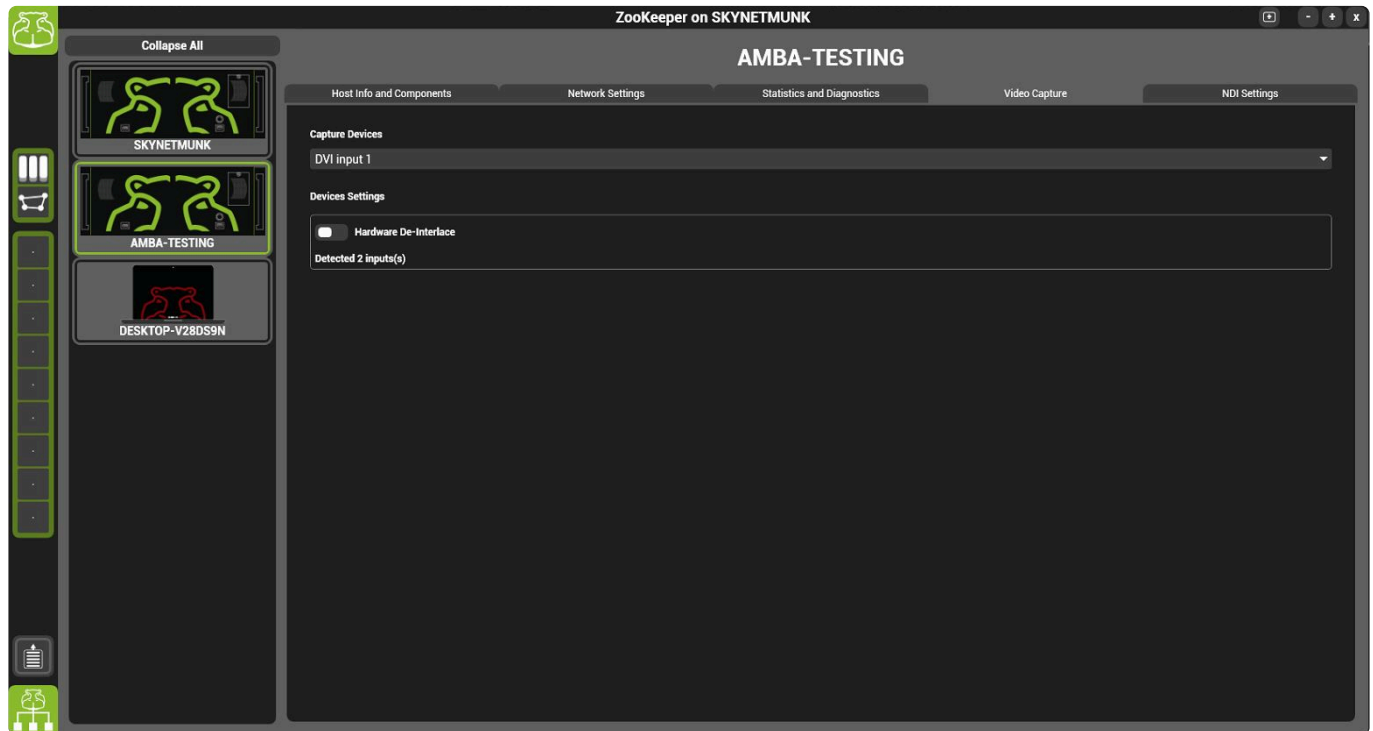 ZooKeeper on SKYNETMUNK
- + x
Collapse All
SKYNETMUNK
AMBA-TESTING
DESKTOP-V28DS9N
AMBA-TESTING
Host Info and Components
Network Settings
Statistics and Diagnostics
Video Capture
NDI Settings
Capture Devices
DVI input 1
Devices Settings
Hardware De-Interlace
Detected 2 inputs(s)